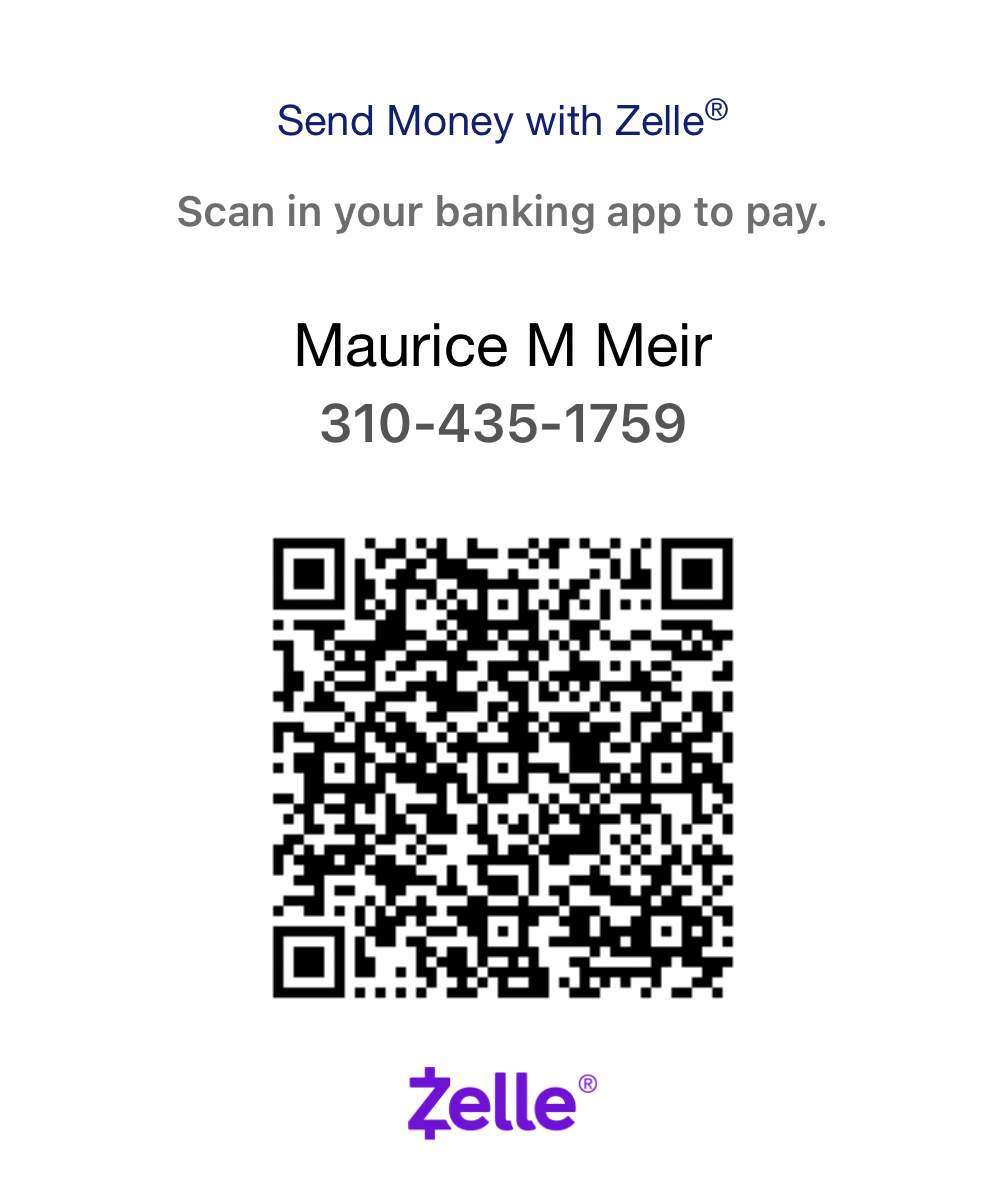 Send Money with Zelle®
Scan in your banking app to pay.
Maurice M Meir
310-435-1759
Zelle®